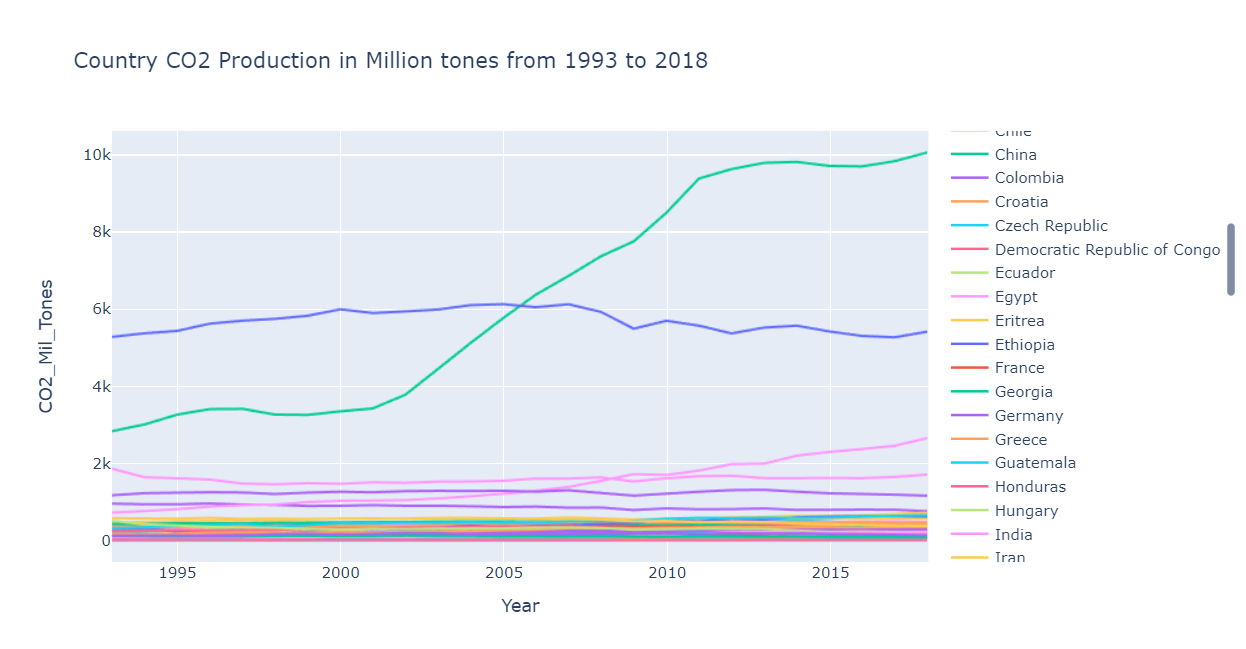 Country CO2 Production in Million tones from 1993 to 2018
CO2_Mil_Tones
10k
8k
6k
4k
2k
0
1995
2000
2005
2010
2015
Year
Chile
China
Colombia
Croatia
Czech Republic
Democratic Republic of Congo
Ecuador
Egypt
Eritrea
Ethiopia
France
Georgia
Germany
Greece
Guatemala
Honduras
Hungary
India
Iran